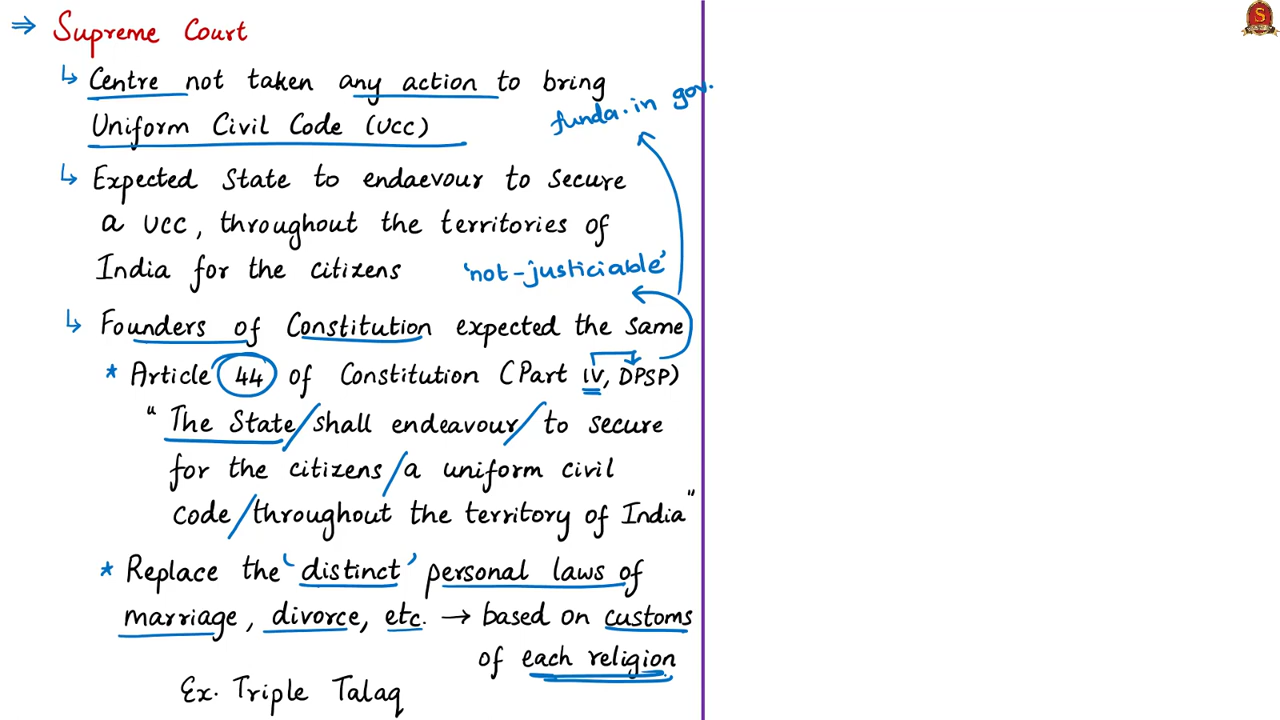 ⇒ Supreme Court
↳ Centre not taken any action to bring
Uniform Civil Code (UCC)
funda. in gov.
↳ Expected State to endaevour to secure
a UCC, throughout the territories of
India for the citizens
'not-justiciable'
↳ Founders of Constitution expected the same
* Article 44 of Constitution (Part IV, DPSP)
" The State/shall endeavour/to secure
for the citizens/a uniform civil
code/throughout the territory of India"
* Replace the 'distinct' personal laws of
marriage, divorce, etc. → based on customs
of each religion
Ex. Triple Talaq
S